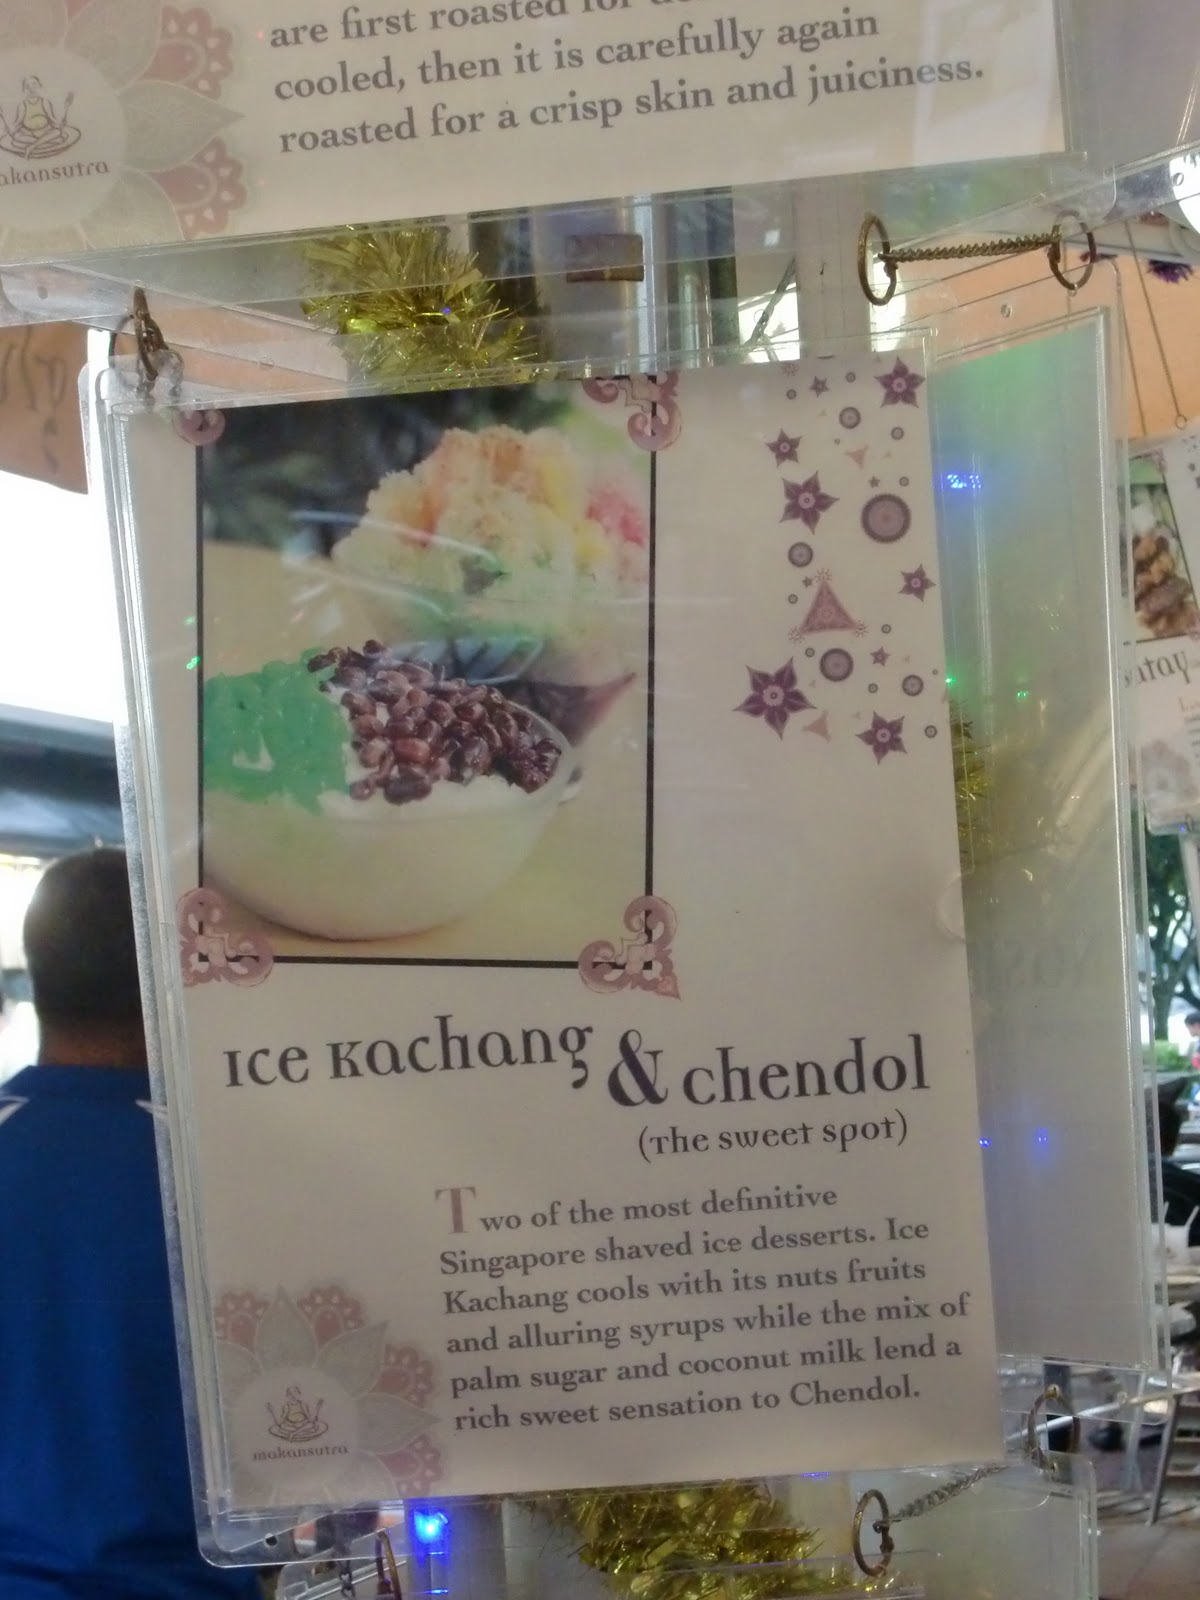 are first roasted for
cooled, then it is carefully again
roasted for a crisp skin and juiciness.
akansutra
ice kachang
& chendol
(the sweet spot)
Two of the most definitive
Singapore shaved ice desserts. Ice
Kachang cools with its nuts fruits
and alluring syrups while the mix of
palm sugar and coconut milk lend a
rich sweet sensation to Chendol.
makansutra